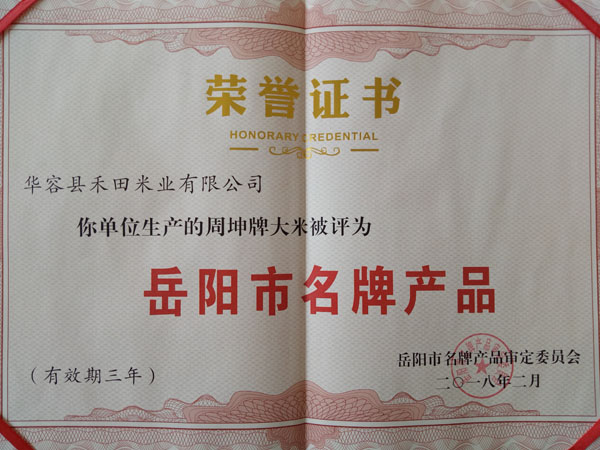 荣誉证书
HONORARY CREDENTIAL
华容县禾田米业有限公司
你单位生产的周坤牌大米被评为
岳阳市名牌产品
岳阳市名牌产品审定委员会
(有效期三年)
二〇一八年二月